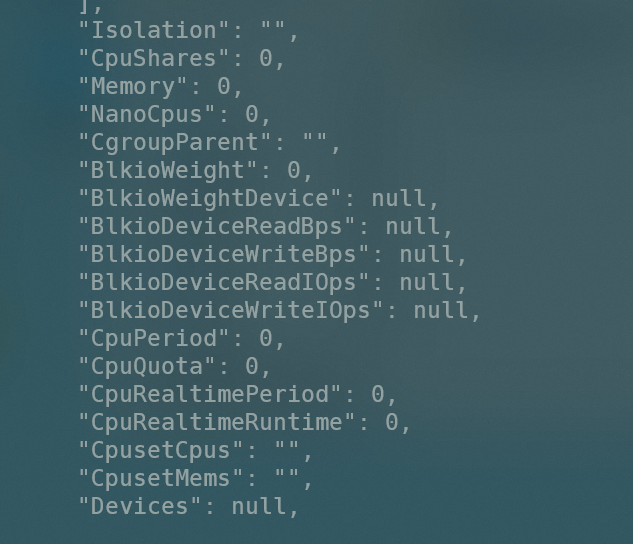 ],
"Isolation": "",
"CpuShares": 0,
"Memory": 0,
"NanoCpus": 0,
"CgroupParent": "",
"BlkioWeight": 0,
"BlkioWeightDevice": null,
"BlkioDeviceReadBps": null,
"BlkioDeviceWriteBps": null,
"BlkioDeviceReadIOps": null,
"BlkioDeviceWriteIOps": null,
"CpuPeriod": 0,
"CpuQuota": 0,
"CpuRealtimePeriod": 0,
"CpuRealtimeRuntime": 0,
"CpusetCpus": "",
"CpusetMems": "",
"Devices": null,